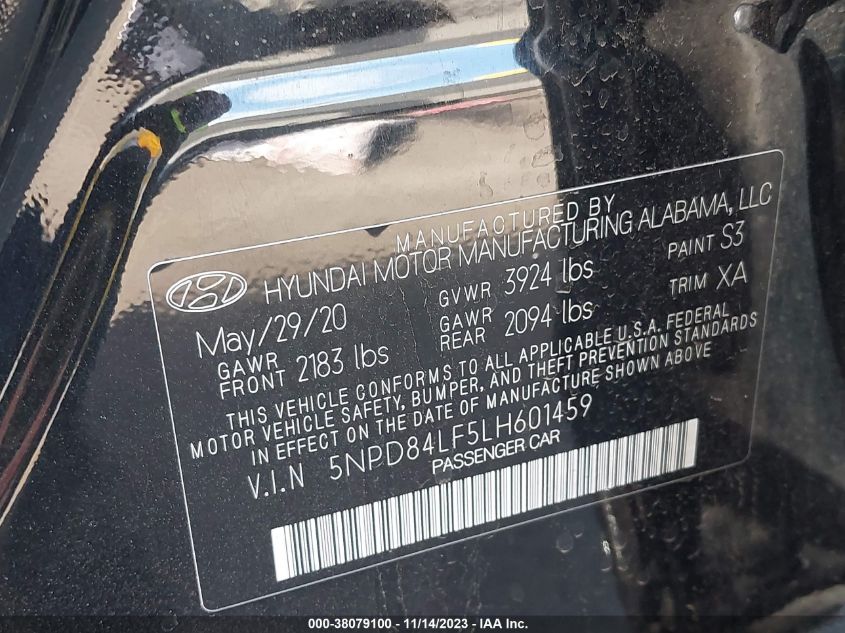 MANUFACTURED BY
HYUNDAI MOTOR MANUFACTURING ALABAMA, LLC
May/29/20 GVWR 3924 lbs PAINT S3
GAWR FRONT 2183 lbs GAWR REAR 2094 lbs TRIM XA
THIS VEHICLE CONFORMS TO ALL APPLICABLE U.S.A. FEDERAL
MOTOR VEHICLE SAFETY, BUMPER, AND THEFT PREVENTION STANDARDS
IN EFFECT ON THE DATE OF MANUFACTURE SHOWN ABOVE
V.I.N 5NPD84LF5LH601459
PASSENGER CAR
000-38079100 - 11/14/2023 - IAA Inc.